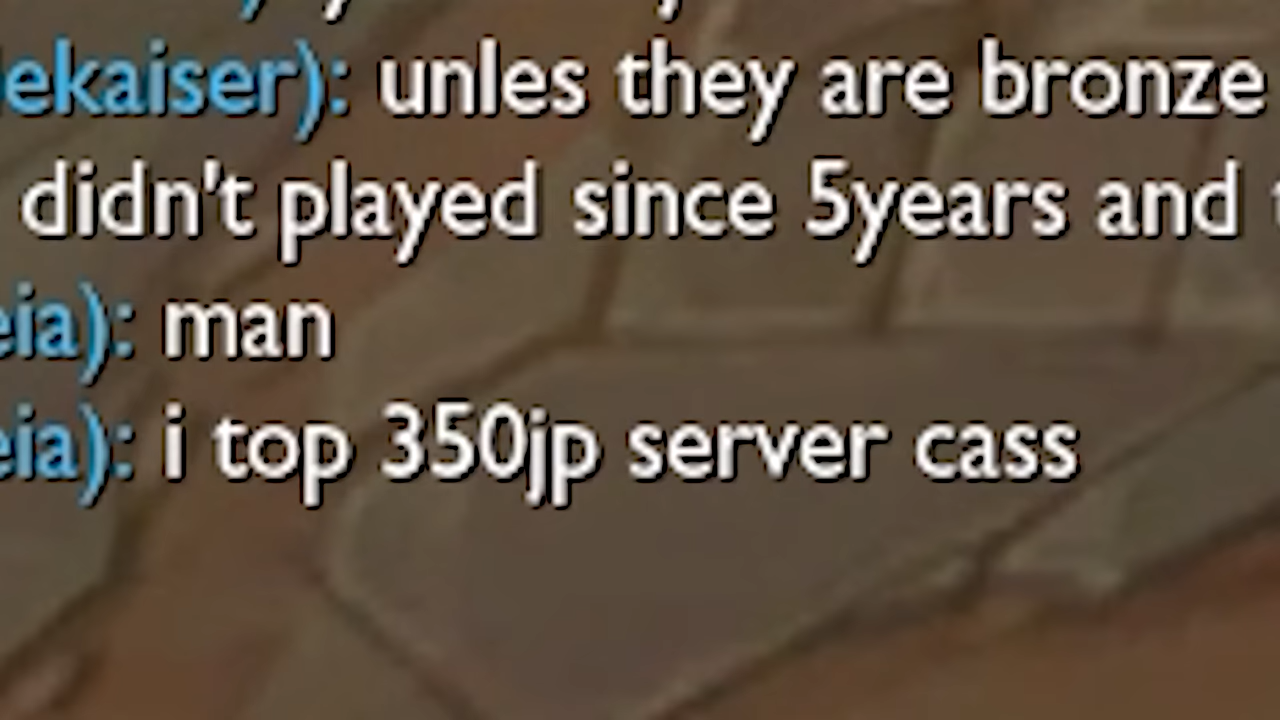 ekaiser): unles they are bronze
didn't played since 5years and
eia): man
eia): i top 350jp server cass